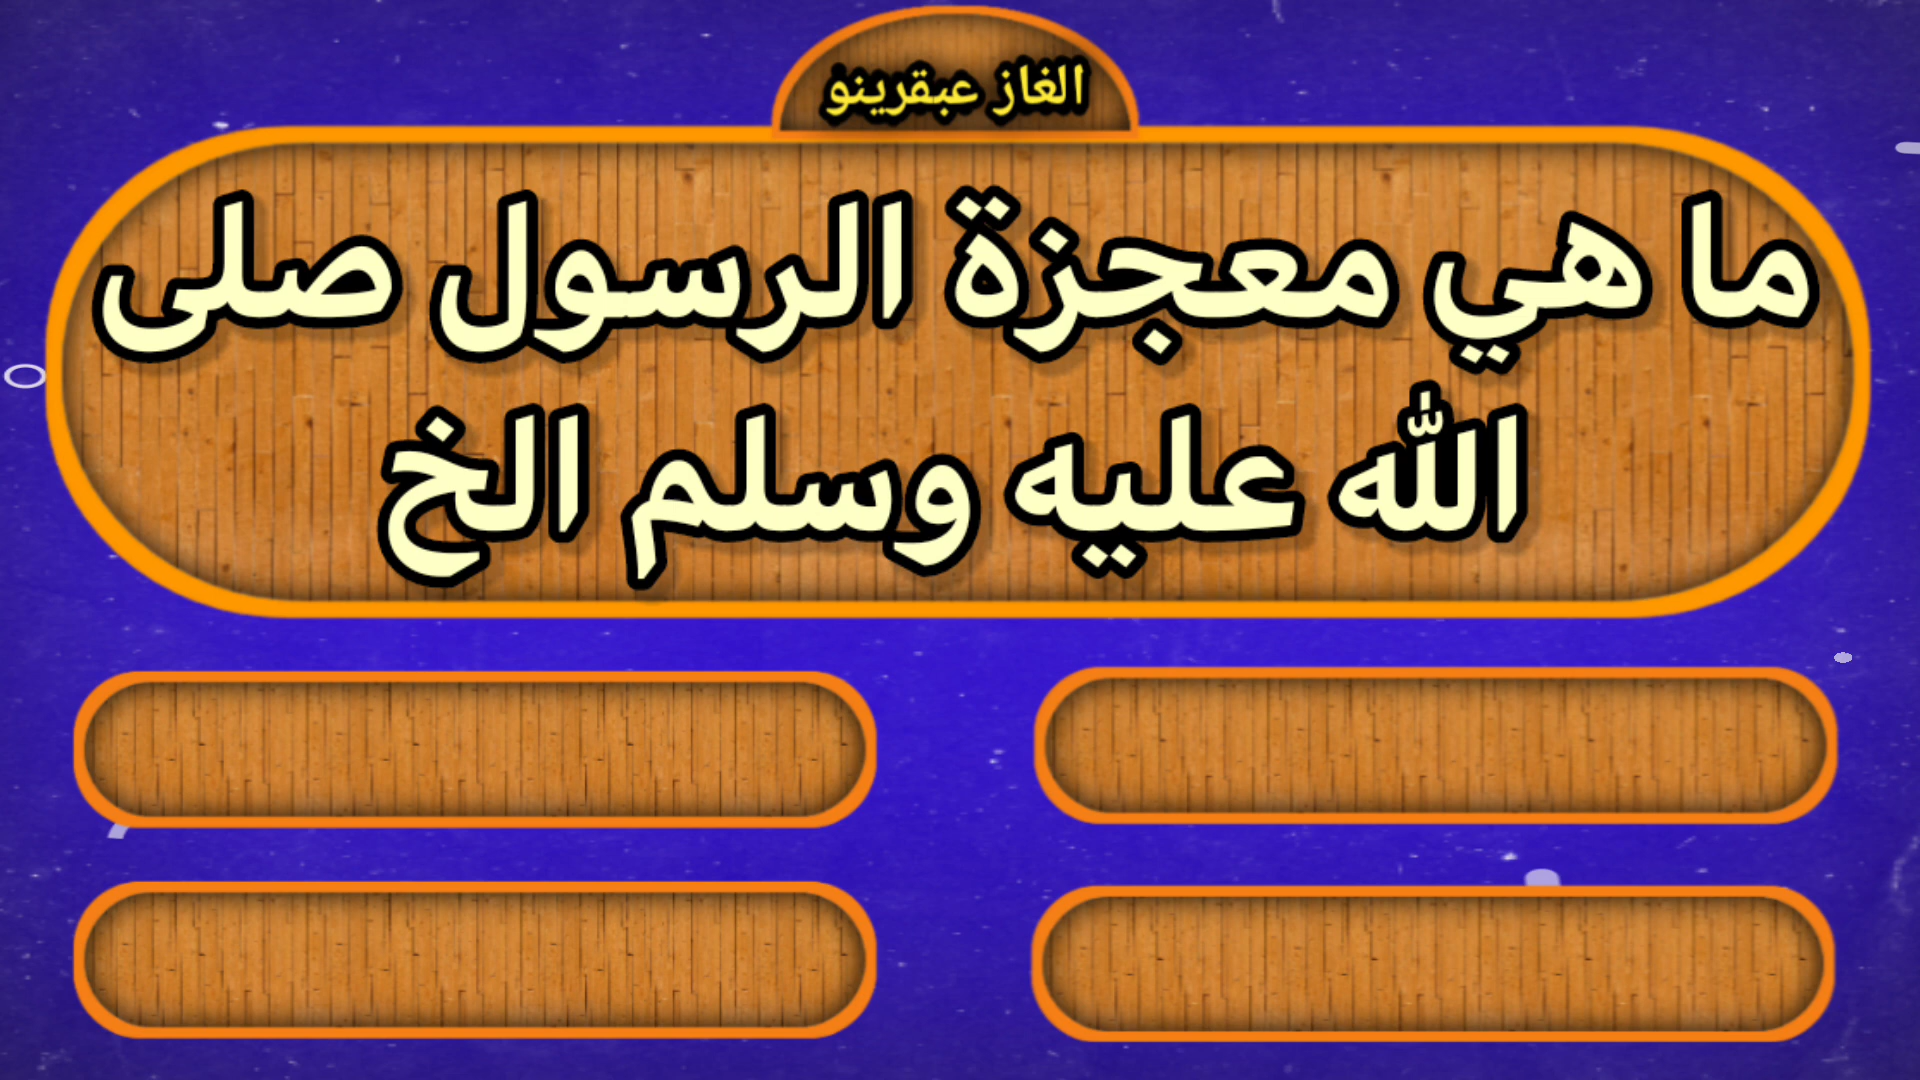 الغاز عبقرينو
ما هي معجزة الرسول صلى
الله عليه وسلم الخ